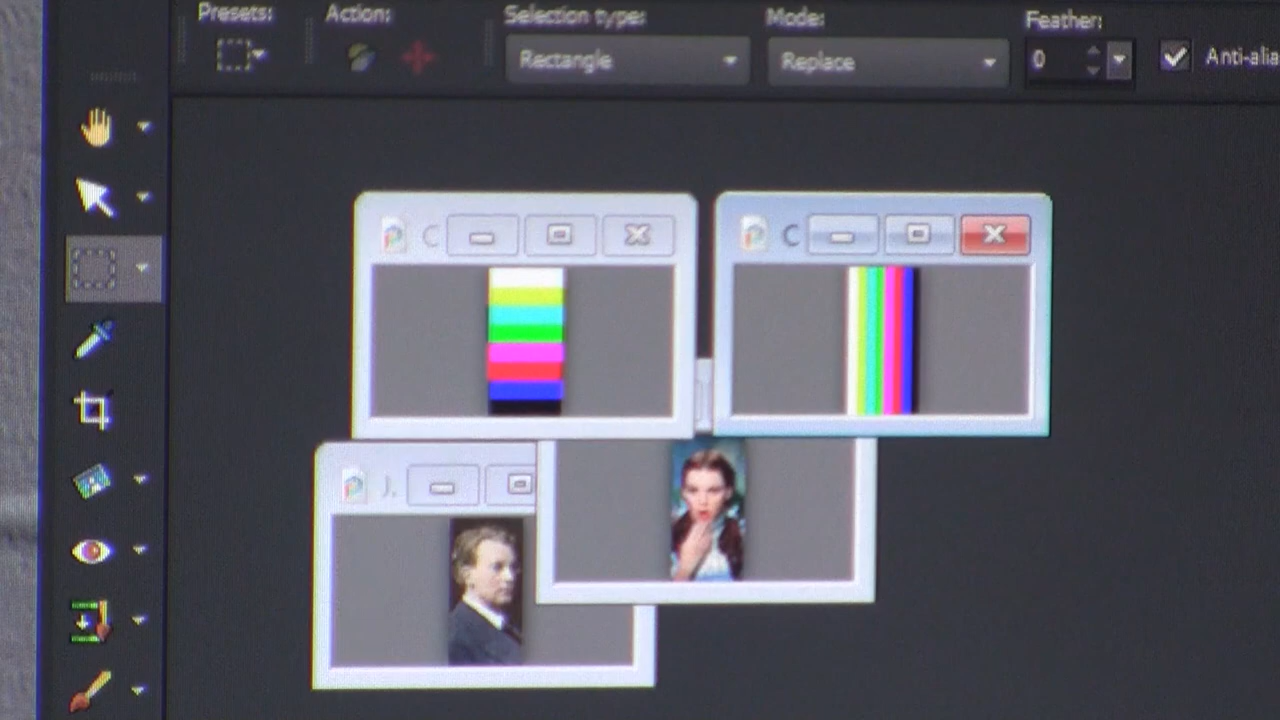 Presets:
Action:
Selection type:
Mode:
Feather:
Rectangle
Replace
0
Anti-alia
C
C
J.